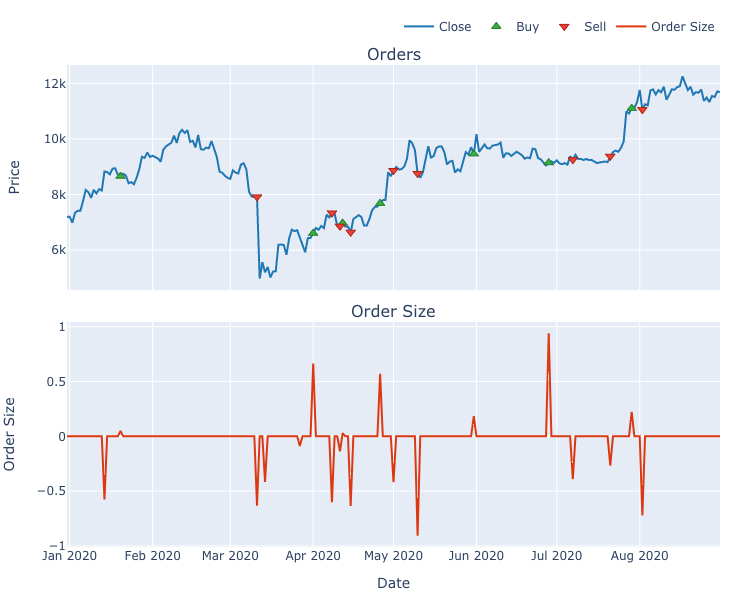 Close Buy Sell Order Size
Orders
12k
10k
8k
6k
Price
Order Size
1
0.5
0
−0.5
−1
Order Size
Jan 2020 Feb 2020 Mar 2020 Apr 2020 May 2020 Jun 2020 Jul 2020 Aug 2020
Date